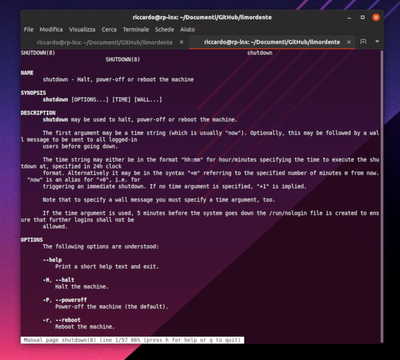 riccardo@rp-lnx: ~/Documenti/GitHub/limordente
File Modifica Visualizza Cerca Terminale Schede Aiuto
riccardo@rp-lnx: ~/Documenti/GitHub/limordente riccardo@rp-lnx: ~/Documenti/GitHub/limordente
SHUTDOWN(8) shutdown
SHUTDOWN(8)
NAME
shutdown - Halt, power-off or reboot the machine
SYNOPSIS
shutdown [OPTIONS...] [TIME] [WALL...]
DESCRIPTION
shutdown may be used to halt, power-off or reboot the machine.
The first argument may be a time string (which is usually "now"). Optionally, this may be followed by a wal
l message to be sent to all logged-in
users before going down.
The time string may either be in the format "hh:mm" for hour/minutes specifying the time to execute the shu
tdown at, specified in 24h clock
format. Alternatively it may be in the syntax "+m" referring to the specified number of minutes m from now.
"now" is an alias for "+0", i.e. for
triggering an immediate shutdown. If no time argument is specified, "+1" is implied.
Note that to specify a wall message you must specify a time argument, too.
If the time argument is used, 5 minutes before the system goes down the /run/nologin file is created to ens
ure that further logins shall not be
allowed.
OPTIONS
The following options are understood:
--help
Print a short help text and exit.
-H, --halt
Halt the machine.
-P, --poweroff
Power-off the machine (the default).
-r, --reboot
Reboot the machine.
Manual page shutdown(8) line 1/57 86% (press h for help or q to quit)